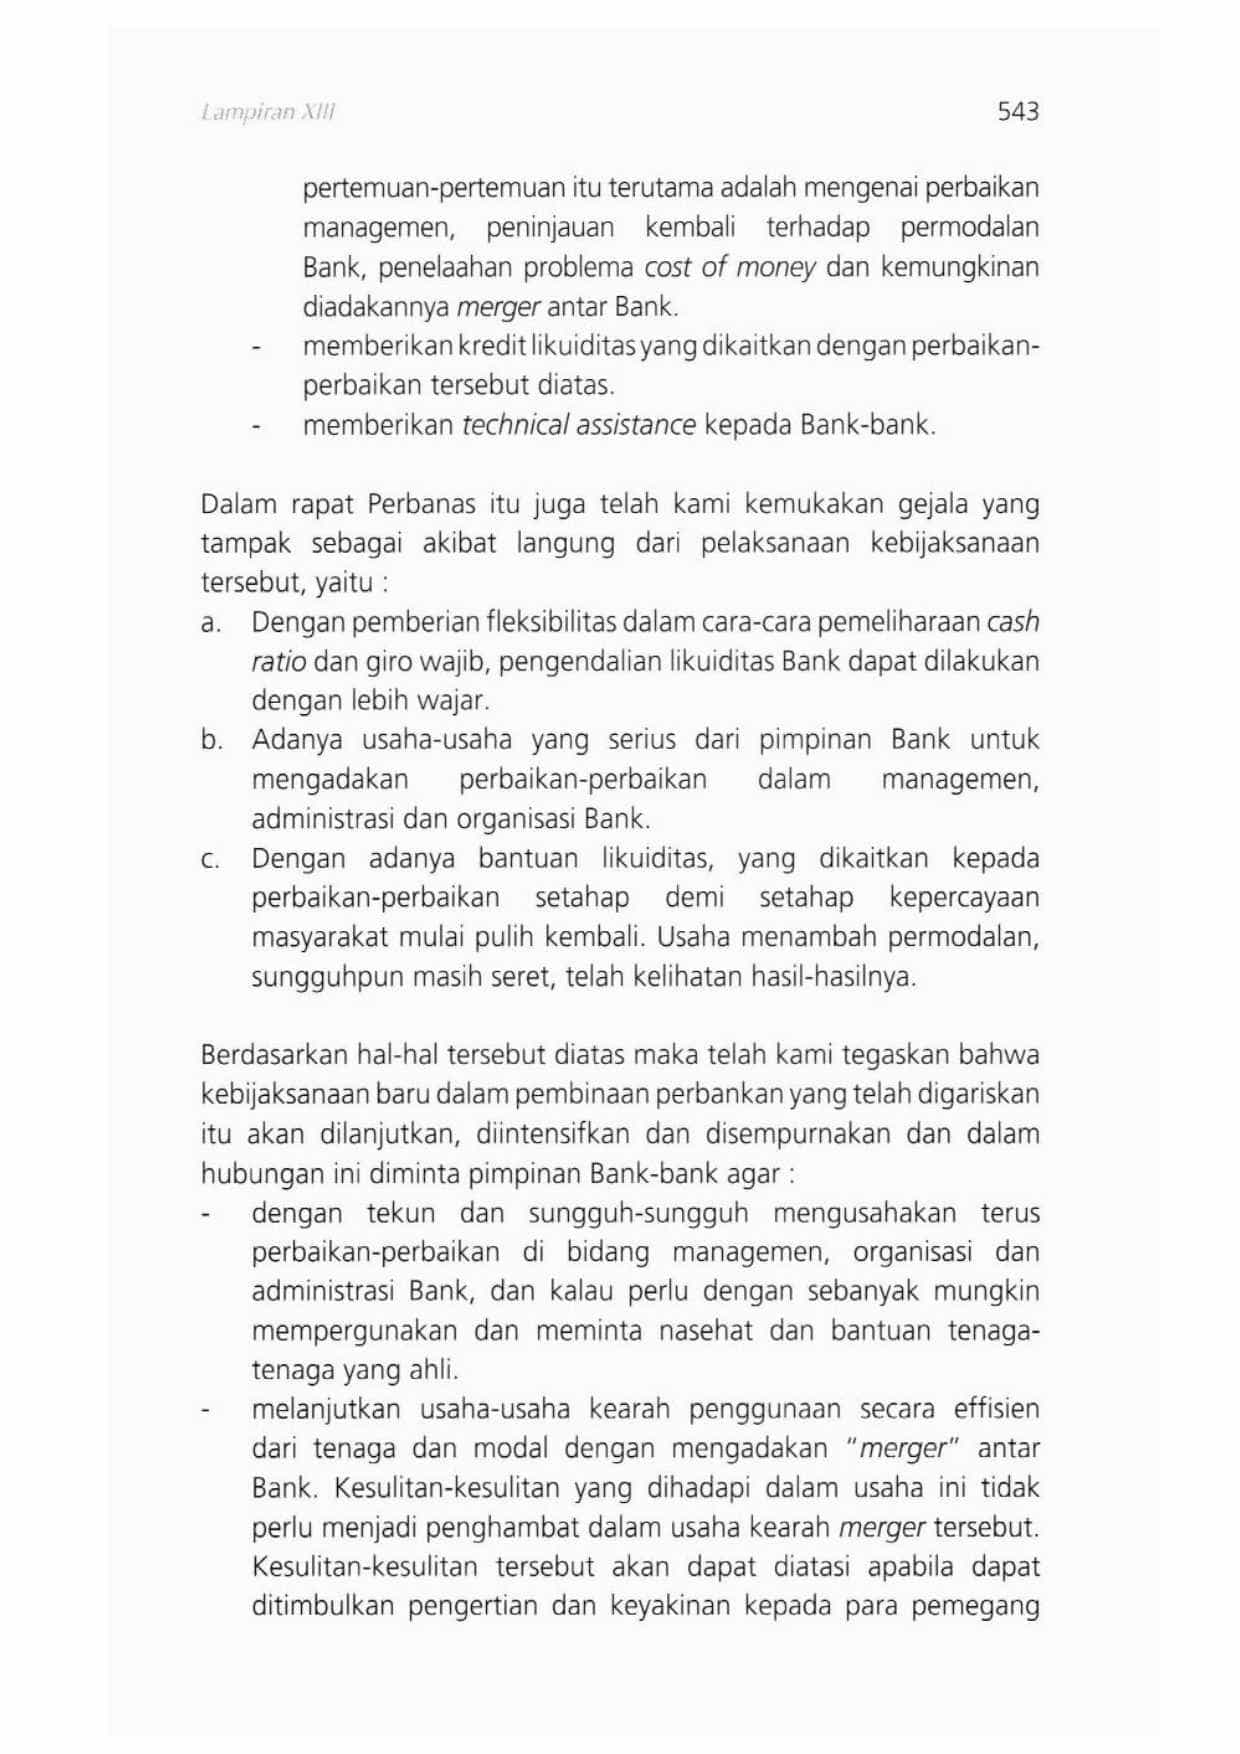 Lampiran XIII 543
pertemuan-pertemuan itu terutama adalah mengenai perbaikan
managemen, peninjauan kembali terhadap permodalan
Bank, penelaahan problema cost of money dan kemungkinan
diadakannya merger antar Bank.
- memberikan kredit likuiditas yang dikaitkan dengan perbaikan-
perbaikan tersebut diatas.
- memberikan technical assistance kepada Bank-bank.
Dalam rapat Perbanas itu juga telah kami kemukakan gejala yang
tampak sebagai akibat langung dari pelaksanaan kebijaksanaan
tersebut, yaitu :
a. Dengan pemberian fleksibilitas dalam cara-cara pemeliharaan cash
ratio dan giro wajib, pengendalian likuiditas Bank dapat dilakukan
dengan lebih wajar.
b. Adanya usaha-usaha yang serius dari pimpinan Bank untuk
mengadakan perbaikan-perbaikan dalam managemen,
administrasi dan organisasi Bank.
c. Dengan adanya bantuan likuiditas, yang dikaitkan kepada
perbaikan-perbaikan setahap demi setahap kepercayaan
masyarakat mulai pulih kembali. Usaha menambah permodalan,
sungguhpun masih seret, telah kelihatan hasil-hasilnya.
Berdasarkan hal-hal tersebut diatas maka telah kami tegaskan bahwa
kebijaksanaan baru dalam pembinaan perbankan yang telah digariskan
itu akan dilanjutkan, diintensifkan dan disempurnakan dan dalam
hubungan ini diminta pimpinan Bank-bank agar :
- dengan tekun dan sungguh-sungguh mengusahakan terus
perbaikan-perbaikan di bidang managemen, organisasi dan
administrasi Bank, dan kalau perlu dengan sebanyak mungkin
mempergunakan dan meminta nasehat dan bantuan tenaga-
tenaga yang ahli.
- melanjutkan usaha-usaha kearah penggunaan secara effisien
dari tenaga dan modal dengan mengadakan "merger" antar
Bank. Kesulitan-kesulitan yang dihadapi dalam usaha ini tidak
perlu menjadi penghambat dalam usaha kearah merger tersebut.
Kesulitan-kesulitan tersebut akan dapat diatasi apabila dapat
ditimbulkan pengertian dan keyakinan kepada para pemegang